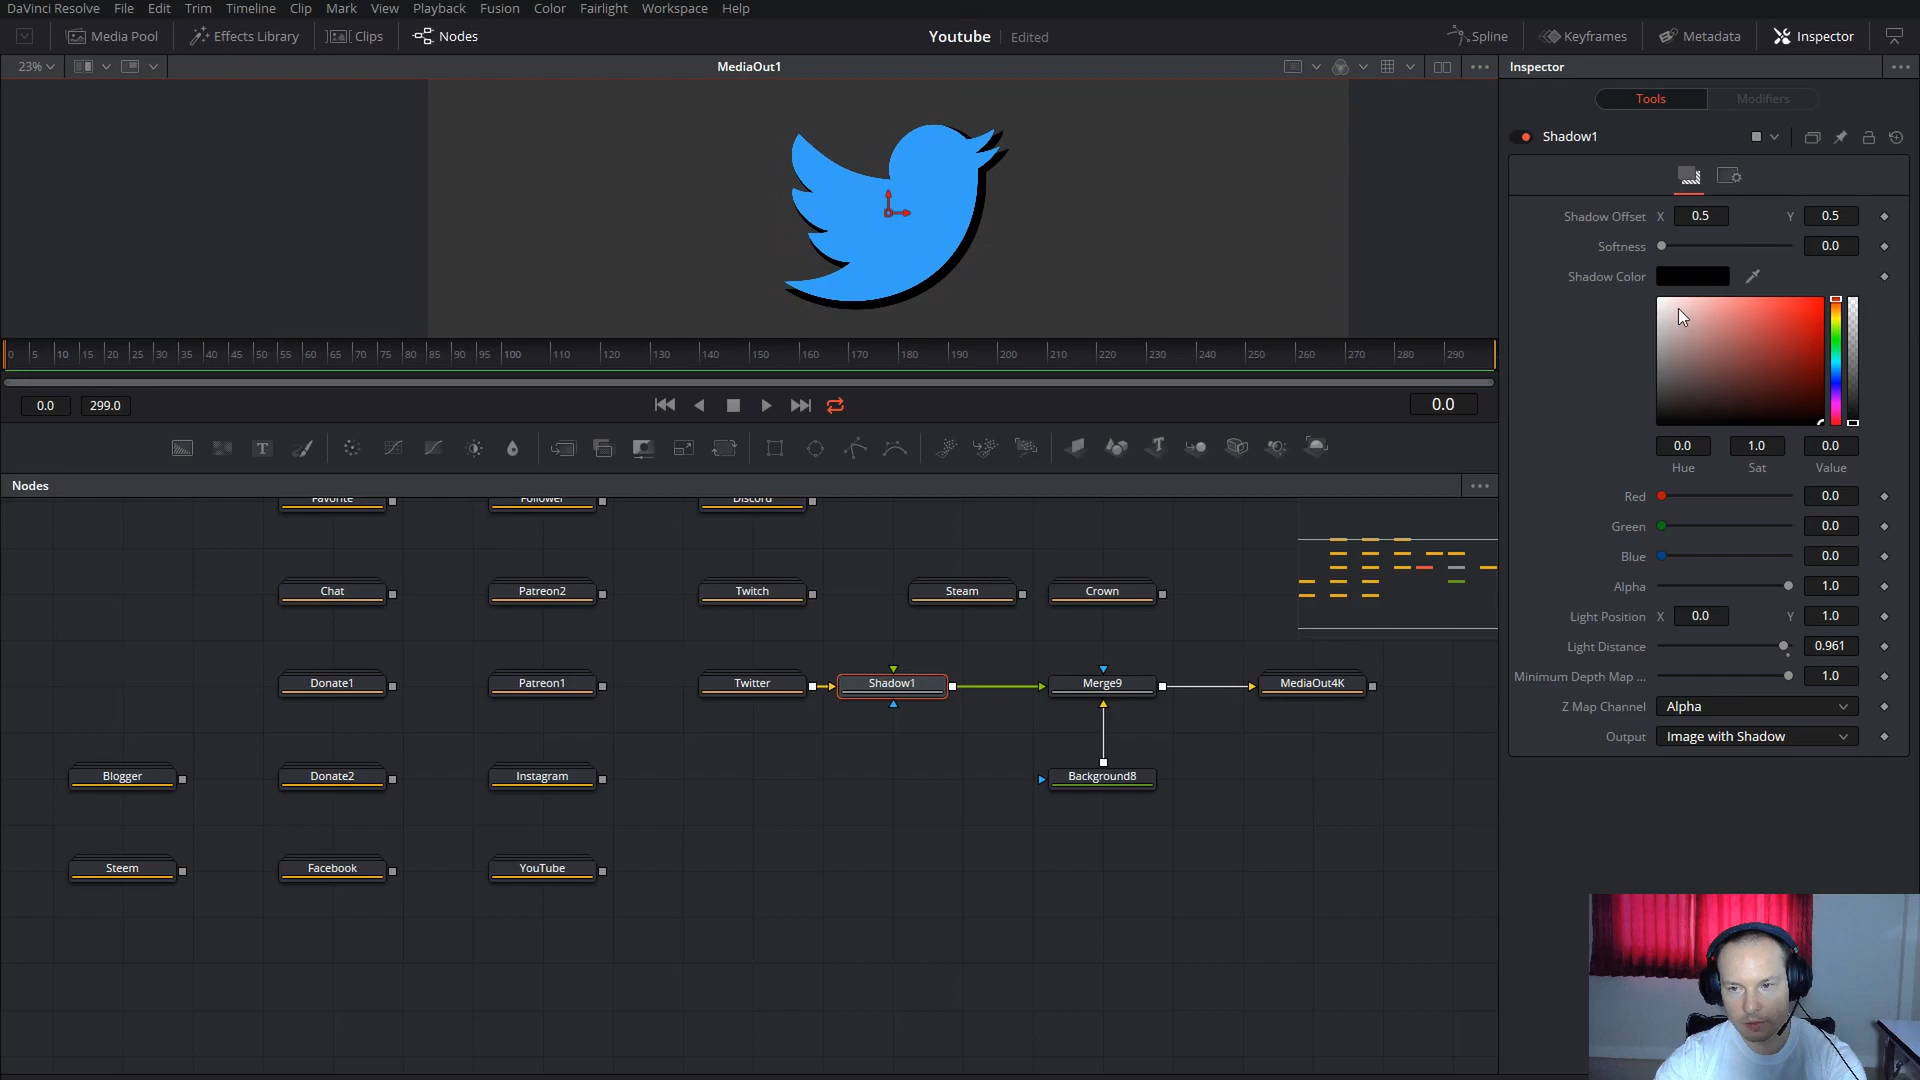 DaVinci Resolve File Edit Trim Timeline Clip Mark View Playback Fusion Color Fairlight Workspace Help
Media Pool Effects Library Clips Nodes Youtube Edited Spline Keyframes Metadata Inspector
23% MediaOut1 Inspector
Tools Modifiers
Shadow1
Shadow Offset X 0.5 Y 0.5
Softness 0.0
Shadow Color
0 5 10 15 20 25 30 35 40 45 50 55 60 65 70 75 80 85 90 95 100 110 120 130 140 150 160 170 180 190 200 210 220 230 240 250 260 270 280 290
0.0 299.0 0.0
0.0 1.0 0.0
Hue Sat Value
Red 0.0
Green 0.0
Blue 0.0
Alpha 1.0
Light Position X 0.0 Y 1.0
Light Distance 0.961
Minimum Depth Map ... 1.0
Z Map Channel Alpha
Output Image with Shadow
Nodes
Favorite Follower Discord
Chat Patreon2 Twitch Steam Crown
Donate1 Patreon1 Twitter Shadow1 Merge9 MediaOut4K
Blogger Donate2 Instagram Background8
Steem Facebook YouTube